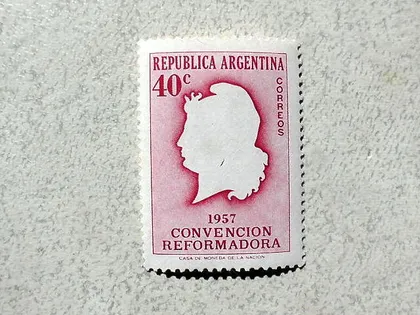 REPUBLICA ARGENTINA
40c
CORREOS
1957
CONVENCION
REFORMADORA
CASA DE MONEDA DE LA NACION